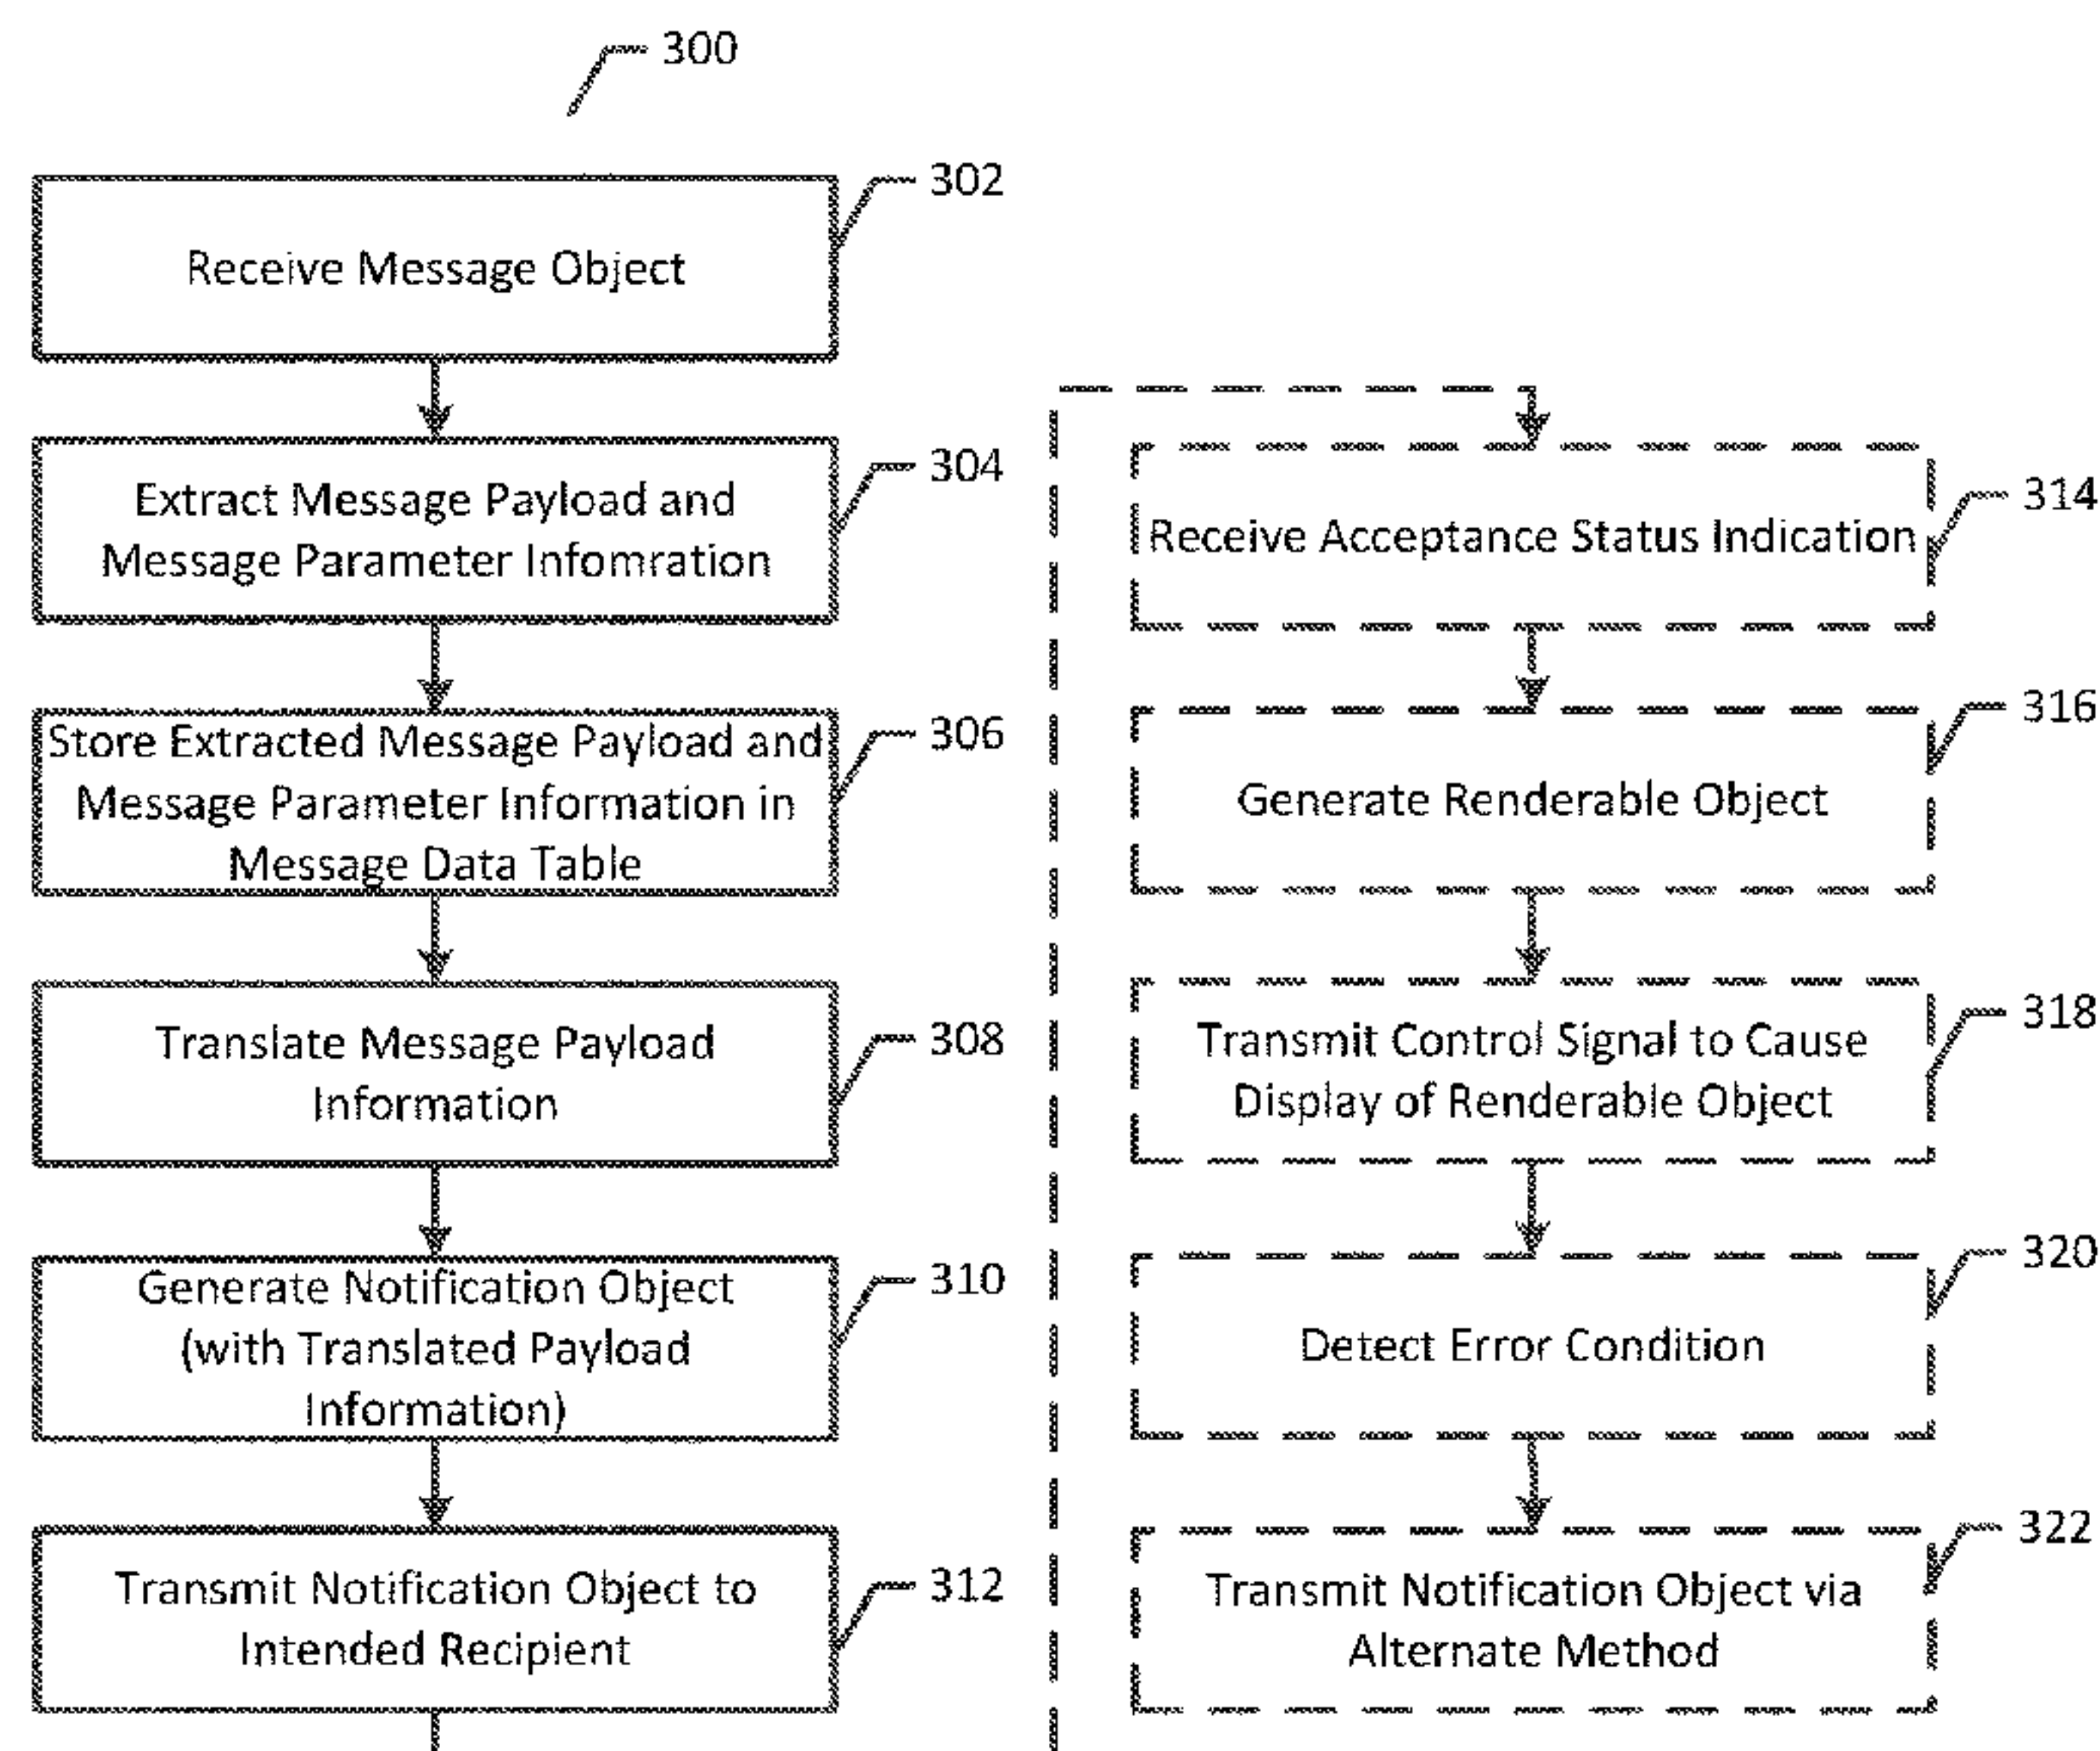 300
302
Receive Message Object
304
Extract Message Payload and
Message Parameter Infomration
306
Store Extracted Message Payload and
Message Parameter Information in
Message Data Table
308
Translate Message Payload
Information
310
Generate Notification Object
(with Translated Payload
Information)
312
Transmit Notification Object to
Intended Recipient
314
Receive Acceptance Status Indication
316
Generate Renderable Object
318
Transmit Control Signal to Cause
Display of Renderable Object
320
Detect Error Condition
322
Transmit Notification Object via
Alternate Method